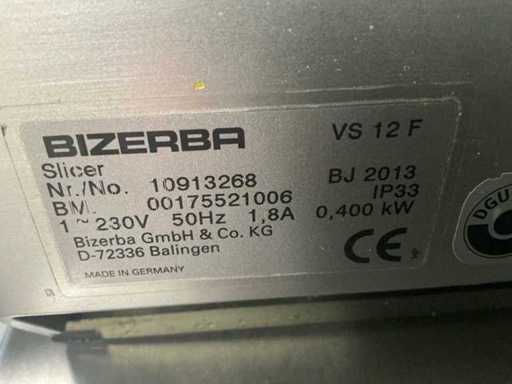 BIZERBA VS 12 F
Slicer
Nr./No. 10913268 BJ 2013
BM. 00175521006 IP33
1 ~ 230V 50Hz 1,8A 0,400 kW
Bizerba GmbH & Co. KG
D-72336 Balingen
CE
MADE IN GERMANY
DGU